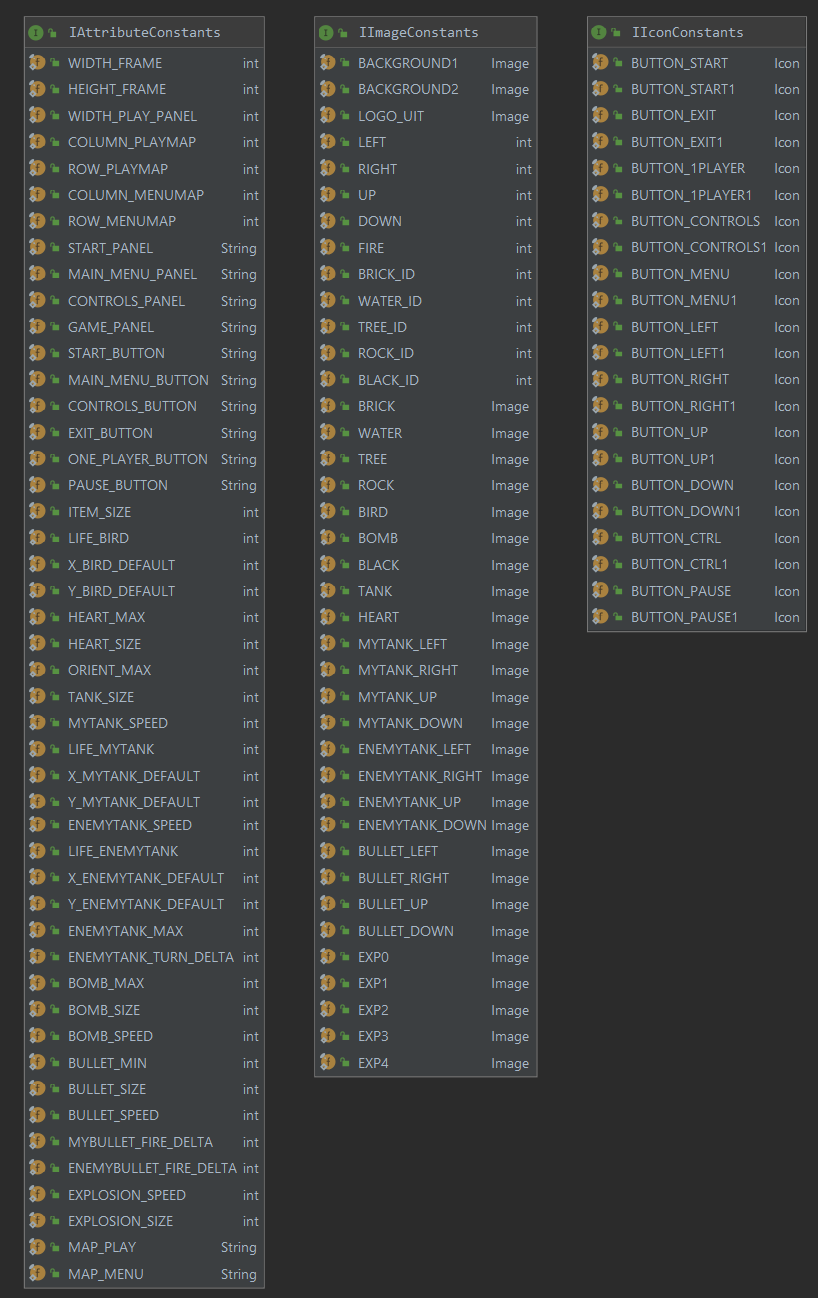 IAttributeConstants
WIDTH_FRAME int
HEIGHT_FRAME int
WIDTH_PLAY_PANEL int
COLUMN_PLAYMAP int
ROW_PLAYMAP int
COLUMN_MENUMAP int
ROW_MENUMAP int
START_PANEL String
MAIN_MENU_PANEL String
CONTROLS_PANEL String
GAME_PANEL String
START_BUTTON String
MAIN_MENU_BUTTON String
CONTROLS_BUTTON String
EXIT_BUTTON String
ONE_PLAYER_BUTTON String
PAUSE_BUTTON String
ITEM_SIZE int
LIFE_BIRD int
X_BIRD_DEFAULT int
Y_BIRD_DEFAULT int
HEART_MAX int
HEART_SIZE int
ORIENT_MAX int
TANK_SIZE int
MYTANK_SPEED int
LIFE_MYTANK int
X_MYTANK_DEFAULT int
Y_MYTANK_DEFAULT int
ENEMYTANK_SPEED int
LIFE_ENEMYTANK int
X_ENEMYTANK_DEFAULT int
Y_ENEMYTANK_DEFAULT int
ENEMYTANK_MAX int
ENEMYTANK_TURN_DELTA int
BOMB_MAX int
BOMB_SIZE int
BOMB_SPEED int
BULLET_MIN int
BULLET_SIZE int
BULLET_SPEED int
MYBULLET_FIRE_DELTA int
ENEMYBULLET_FIRE_DELTA int
EXPLOSION_SPEED int
EXPLOSION_SIZE int
MAP_PLAY String
MAP_MENU String
IImageConstants
BACKGROUND1 Image
BACKGROUND2 Image
LOGO_UIT Image
LEFT int
RIGHT int
UP int
DOWN int
FIRE int
BRICK_ID int
WATER_ID int
TREE_ID int
ROCK_ID int
BLACK_ID int
BRICK Image
WATER Image
TREE Image
ROCK Image
BIRD Image
BOMB Image
BLACK Image
TANK Image
HEART Image
MYTANK_LEFT Image
MYTANK_RIGHT Image
MYTANK_UP Image
MYTANK_DOWN Image
ENEMYTANK_LEFT Image
ENEMYTANK_RIGHT Image
ENEMYTANK_UP Image
ENEMYTANK_DOWN Image
BULLET_LEFT Image
BULLET_RIGHT Image
BULLET_UP Image
BULLET_DOWN Image
EXP0 Image
EXP1 Image
EXP2 Image
EXP3 Image
EXP4 Image
IIconConstants
BUTTON_START Icon
BUTTON_START1 Icon
BUTTON_EXIT Icon
BUTTON_EXIT1 Icon
BUTTON_1PLAYER Icon
BUTTON_1PLAYER1 Icon
BUTTON_CONTROLS Icon
BUTTON_CONTROLS1 Icon
BUTTON_MENU Icon
BUTTON_MENU1 Icon
BUTTON_LEFT Icon
BUTTON_LEFT1 Icon
BUTTON_RIGHT Icon
BUTTON_RIGHT1 Icon
BUTTON_UP Icon
BUTTON_UP1 Icon
BUTTON_DOWN Icon
BUTTON_DOWN1 Icon
BUTTON_CTRL Icon
BUTTON_CTRL1 Icon
BUTTON_PAUSE Icon
BUTTON_PAUSE1 Icon